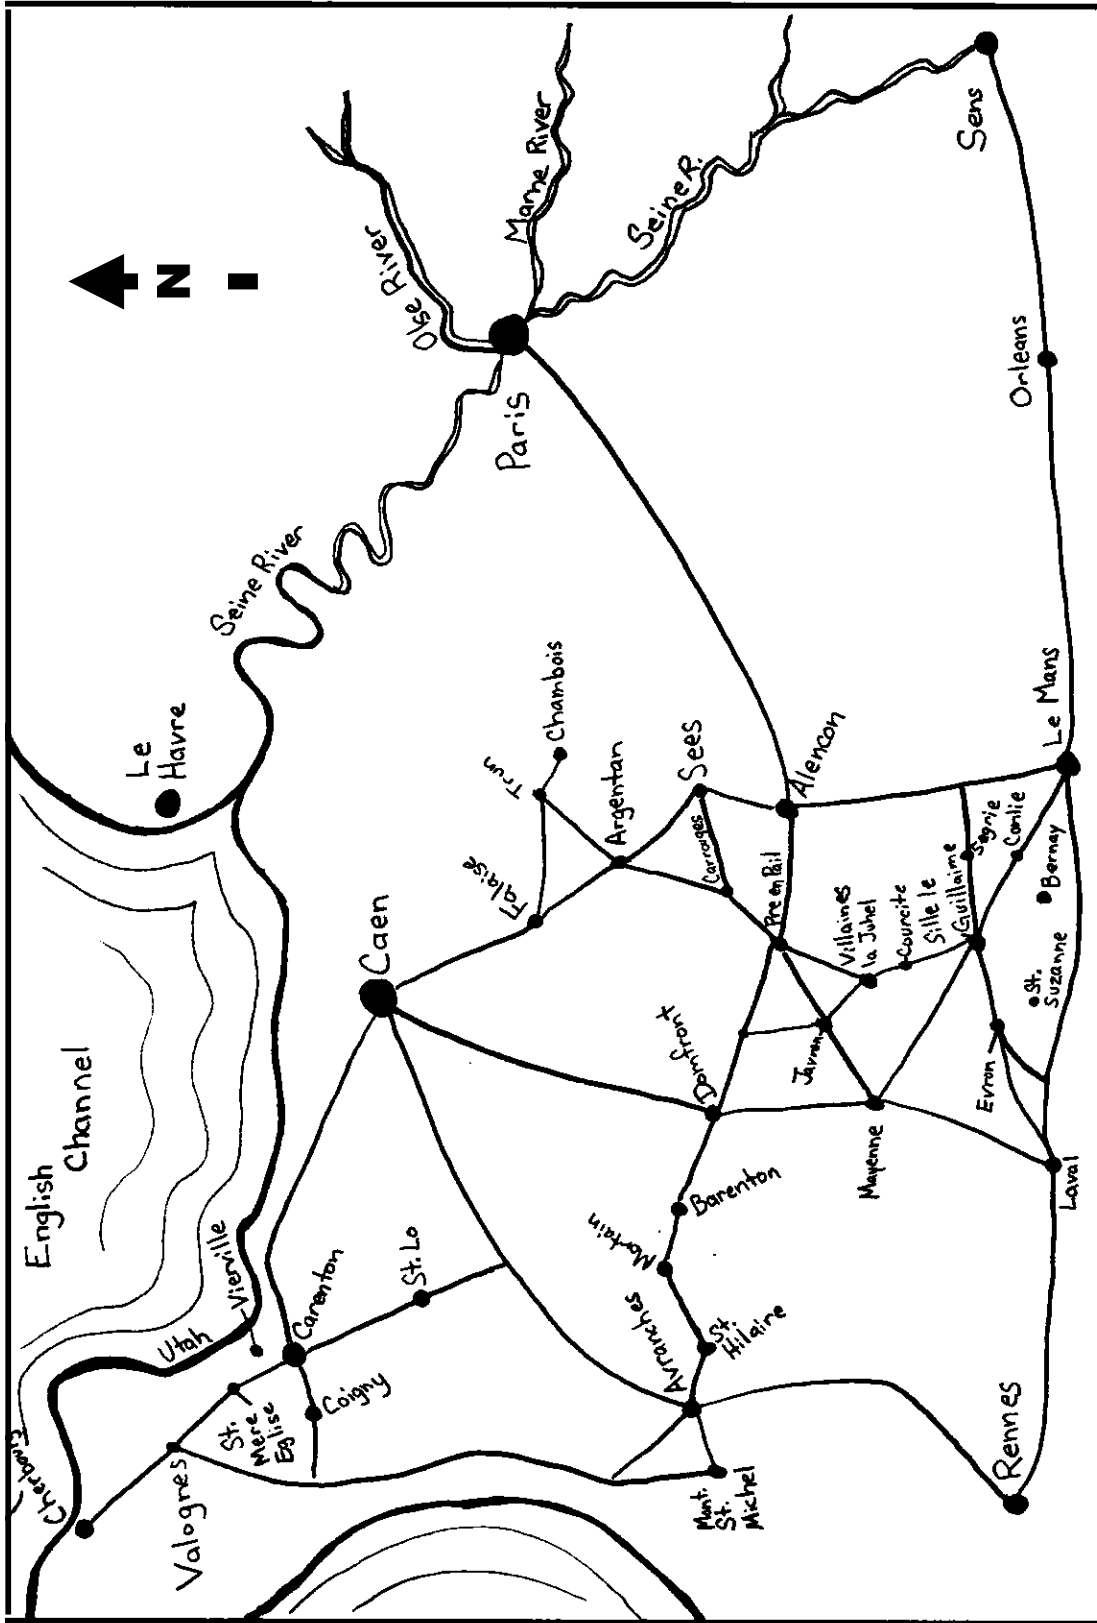 English
Channel
Cherbourg
Valognes
Utah
Vierville
St.
Mere
Eglise
Carenton
Coigny
St. Lo
Caen
Le
Havre
Seine River
Oise River
Marne River
Seine R.
Paris
N
Sens
Orleans
Le Mans
Falaise
Trun
Chambois
Argentan
Sees
Carrouges
Alencon
Pre en Pail
Domfront
Barenton
Mortain
Avranches
St.
Hilaire
Mont.
St.
Michel
Villaines
la Juhel
Javron
Courcite
Sille le
Guillaime
Segrie
Conlie
Bernay
St.
Suzanne
Evron
Mayenne
Laval
Rennes